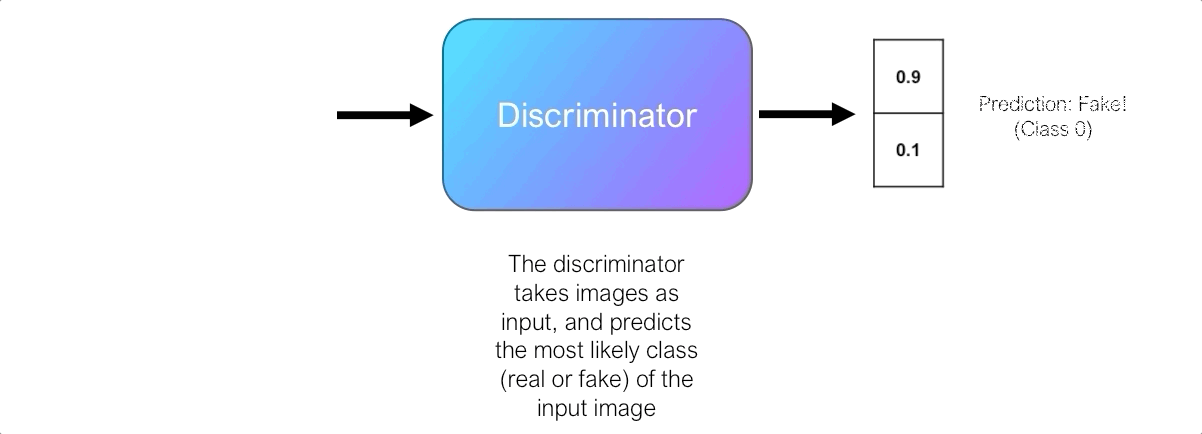 Discriminator
0.9
0.1
Prediction: Fake!
(Class 0)
The discriminator
takes images as
input, and predicts
the most likely class
(real or fake) of the
input image